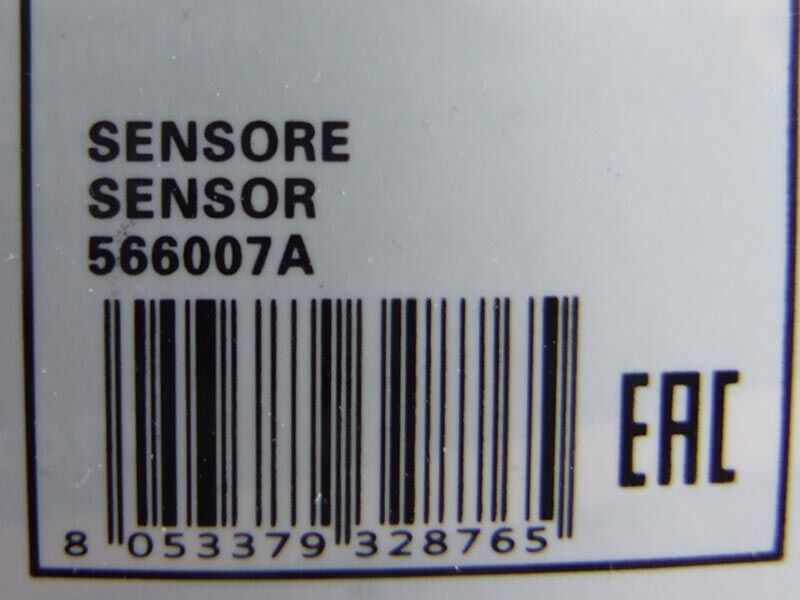 SENSORE
SENSOR
566007A
EAC
8 053379 328765